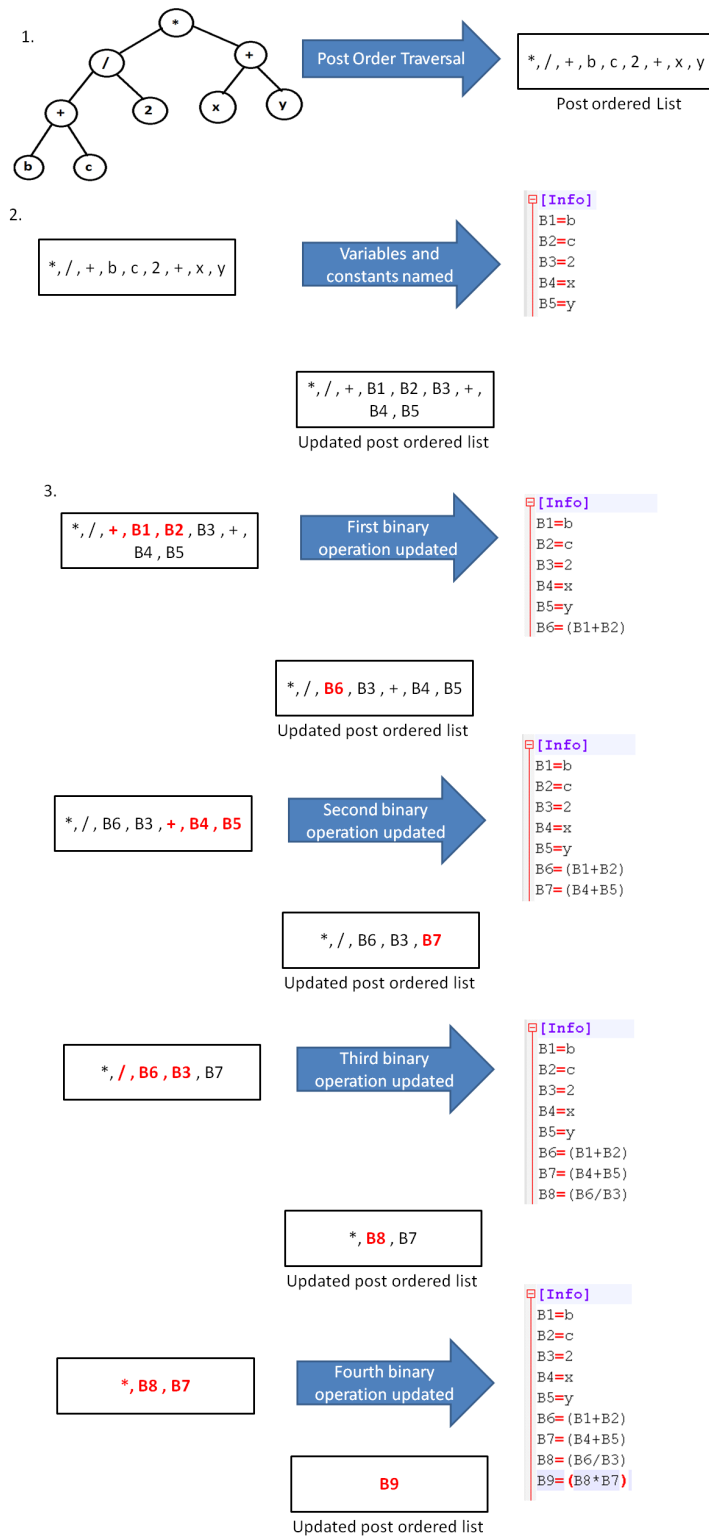 1.
*
/
+
+
2
x
y
b
c
Post Order Traversal
*, / , + , b , c , 2 , + , x , y
Post ordered List
2.
*, / , + , b , c , 2 , + , x , y
Variables and
constants named
[Info]
B1=b
B2=c
B3=2
B4=x
B5=y
*, / , + , B1 , B2 , B3 , + ,
B4 , B5
Updated post ordered list
3.
*, / , + , B1 , B2 , B3 , + ,
B4 , B5
First binary
operation updated
[Info]
B1=b
B2=c
B3=2
B4=x
B5=y
B6=(B1+B2)
*, / , B6 , B3 , + , B4 , B5
Updated post ordered list
*, / , B6 , B3 , + , B4 , B5
Second binary
operation updated
[Info]
B1=b
B2=c
B3=2
B4=x
B5=y
B6=(B1+B2)
B7=(B4+B5)
*, / , B6 , B3 , B7
Updated post ordered list
*, / , B6 , B3 , B7
Third binary
operation updated
[Info]
B1=b
B2=c
B3=2
B4=x
B5=y
B6=(B1+B2)
B7=(B4+B5)
B8=(B6/B3)
*, B8 , B7
Updated post ordered list
*, B8 , B7
Fourth binary
operation updated
[Info]
B1=b
B2=c
B3=2
B4=x
B5=y
B6=(B1+B2)
B7=(B4+B5)
B8=(B6/B3)
B9=(B8*B7)
B9
Updated post ordered list